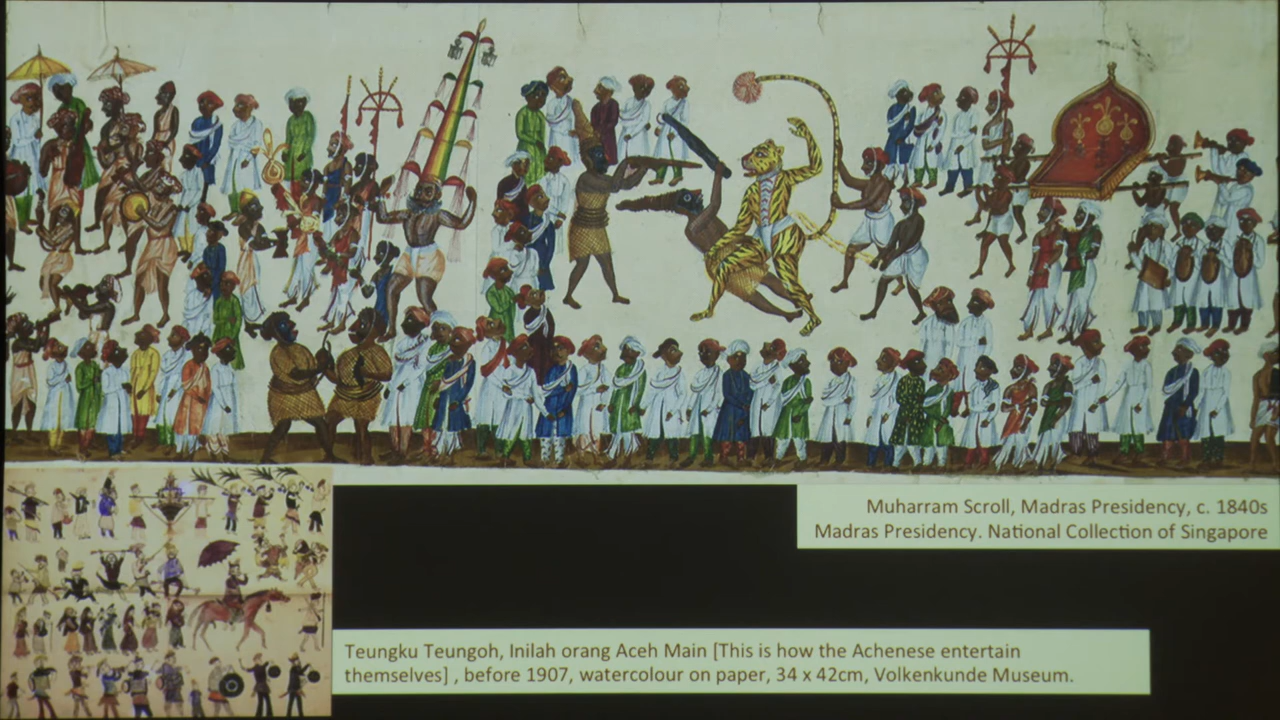 Muharram Scroll, Madras Presidency, c. 1840s
Madras Presidency. National Collection of Singapore
Teungku Teungoh, Inilah orang Aceh Main [This is how the Achenese entertain
themselves] , before 1907, watercolour on paper, 34 x 42cm, Volkenkunde Museum.